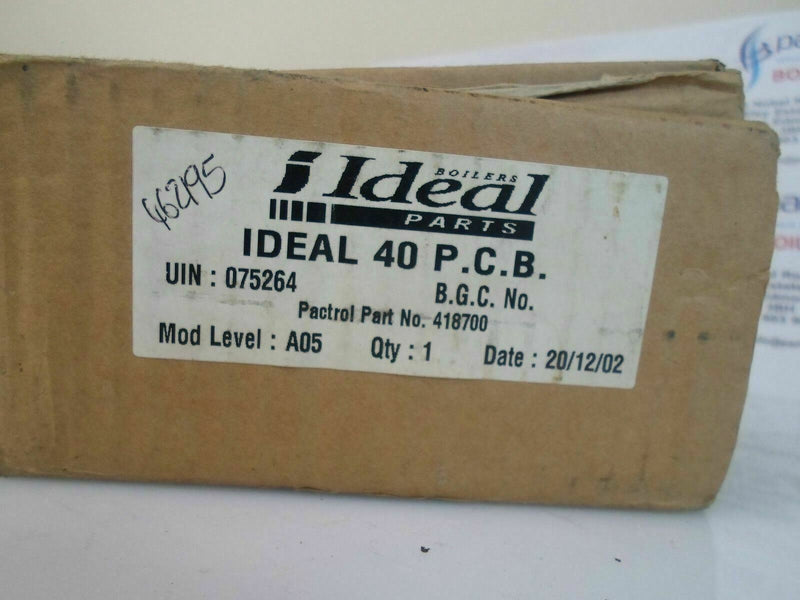 462195
BOILERS
Ideal
PARTS
IDEAL 40 P.C.B.
UIN : 075264
B.G.C. No.
Pactrol Part No. 418700
Mod Level : A05 Qty : 1 Date : 20/12/02